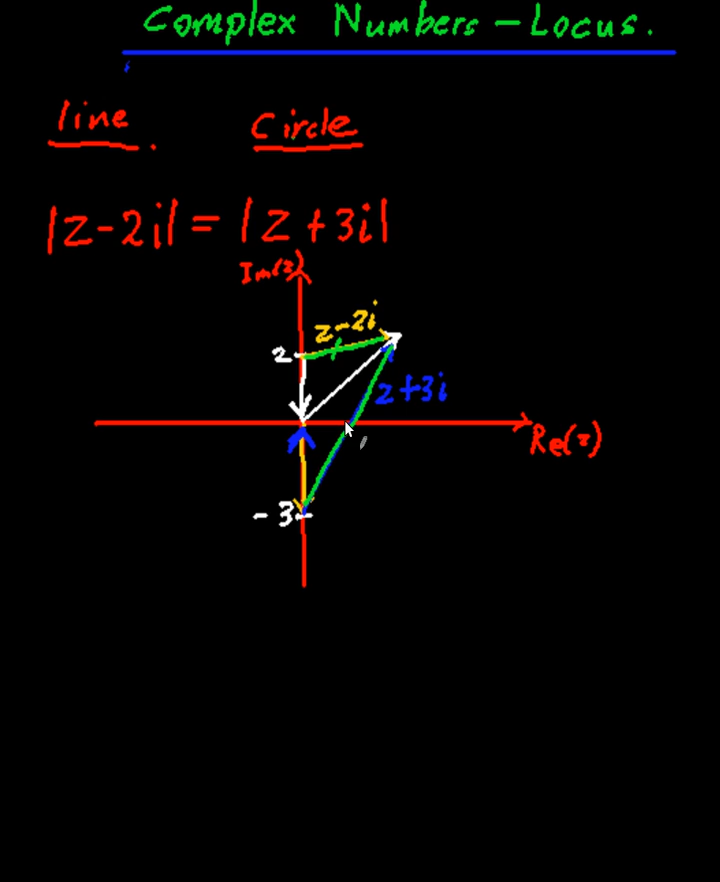 Complex Numbers – Locus.
line. Circle
|z-2i| = |z+3i|
Im(z)
z-2i
2
z+3i
Re(z)
-3